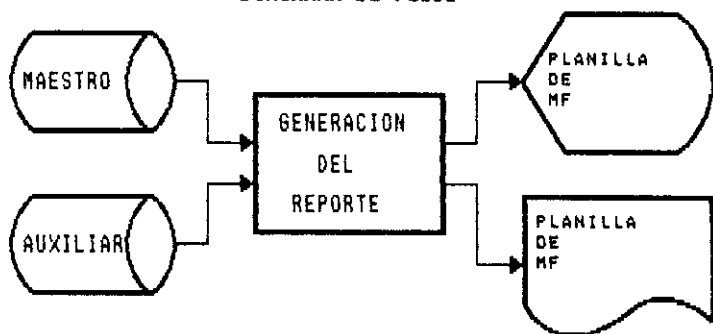 MAESTRO
AUXILIAR
GENERACION
DEL
REPORTE
PLANILLA
DE
MF
PLANILLA
DE
MF